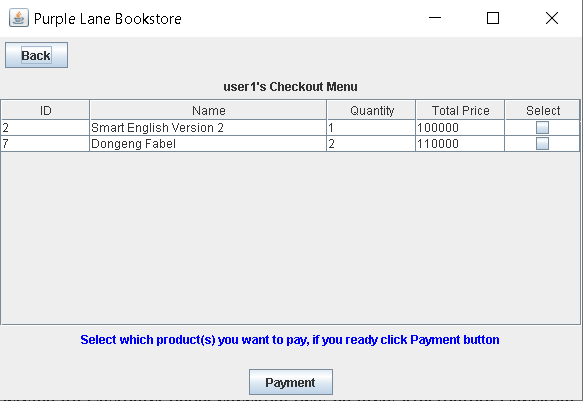 Purple Lane Bookstore
Back
user1's Checkout Menu
ID Name Quantity Total Price Select
2 Smart English Version 2 1 100000
7 Dongeng Fabel 2 110000
Select which product(s) you want to pay, if you ready click Payment button
Payment